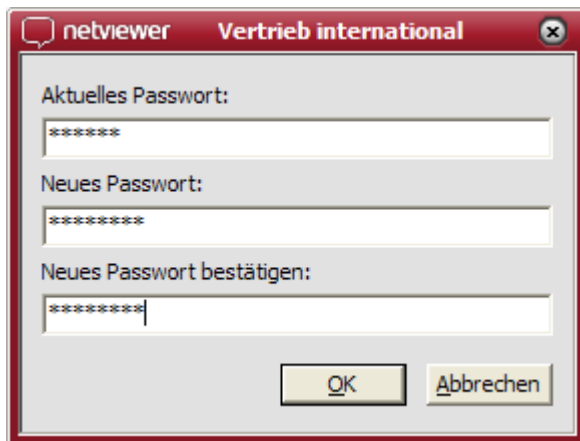 netviewer Vertrieb international
Aktuelles Passwort:
******
Neues Passwort:
********
Neues Passwort bestätigen:
********
OK Abbrechen